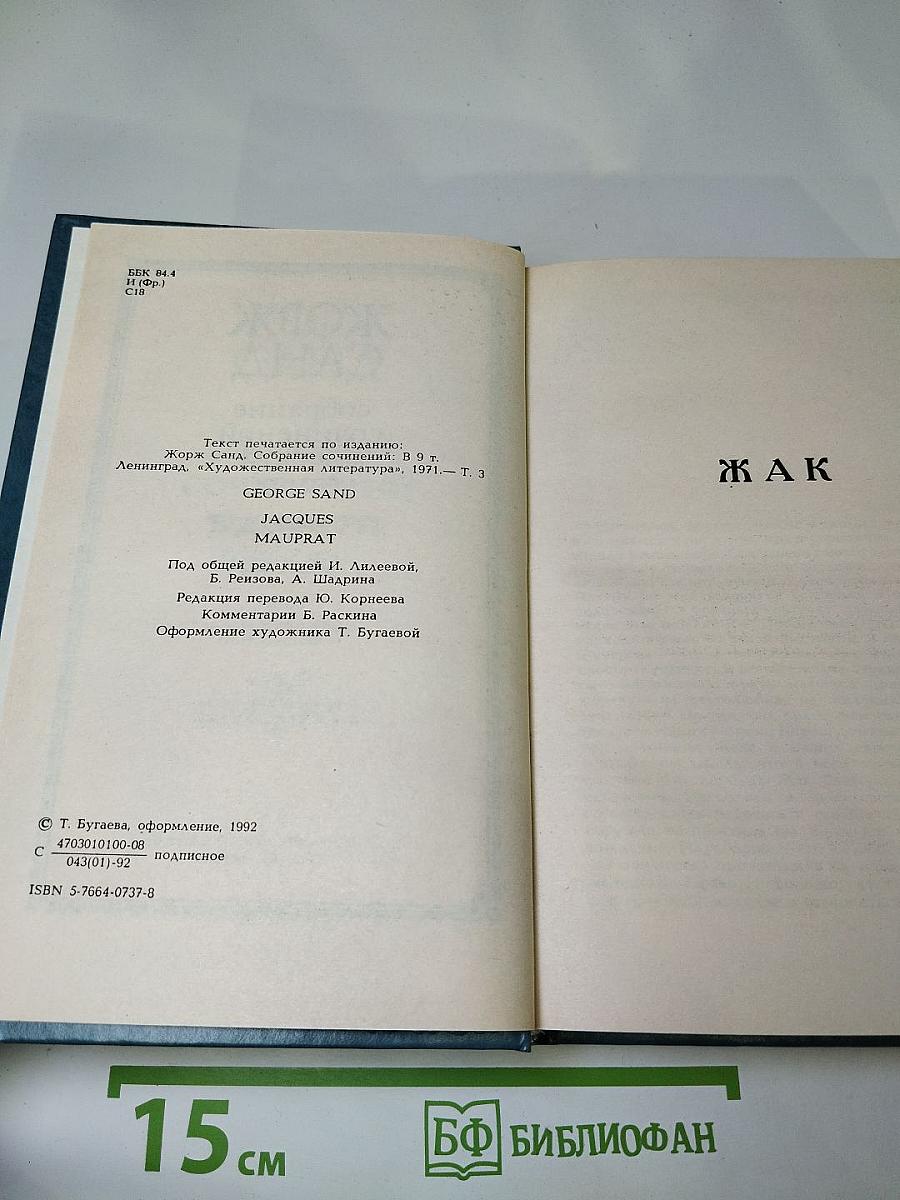 ББК 84.4
И (Фр.)
С18
Текст печатается по изданию:
Жорж Санд. Собрание сочинений: В 9 т.
Ленинград, «Художественная литература», 1971.— Т. 3
GEORGE SAND
JACQUES
MAUPRAT
Под общей редакцией И. Лилеевой,
Б. Реизова, А. Шадрина
Редакция перевода Ю. Корнеева
Комментарии Б. Раскина
Оформление художника Т. Бугаевой
© Т. Бугаева, оформление, 1992
С 4703010100-08
043(01)-92 подписное
ISBN 5-7664-0737-8
ЖАК
15 см
БФ БИБЛИОФАН